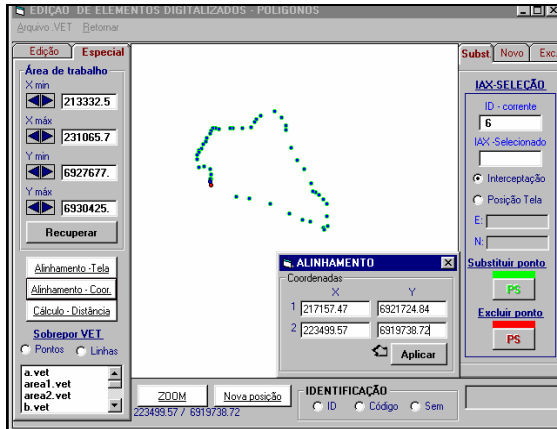 EDIÇÃO DE ELEMENTOS DIGITALIZADOS - POLIGONOS
Arquivo .VET Retornar
Edição Especial
Área de trabalho
X min
213332.5
X máx
231065.7
Y min
6927677.
Y máx
6930425.
Recuperar
Alinhamento -Tela
Alinhamento - Coor.
Cálculo - Distância
Sobrepor VET
Pontos Linhas
a.vet
area1.vet
area2.vet
b.vet
ALINHAMENTO
Coordenadas
X Y
1 217157.47 6921724.84
2 223499.57 6919738.72
Aplicar
ZOOM Nova posição
223499.57 / 6919738.72
IDENTIFICAÇÃO
ID Código Sem
Subst. Novo Exc.
IAX-SELEÇÃO
ID - corrente
6
IAX -Selecionado
Interceptação
Posição Tela
E:
N:
Substituir ponto
PS
Excluir ponto
PS